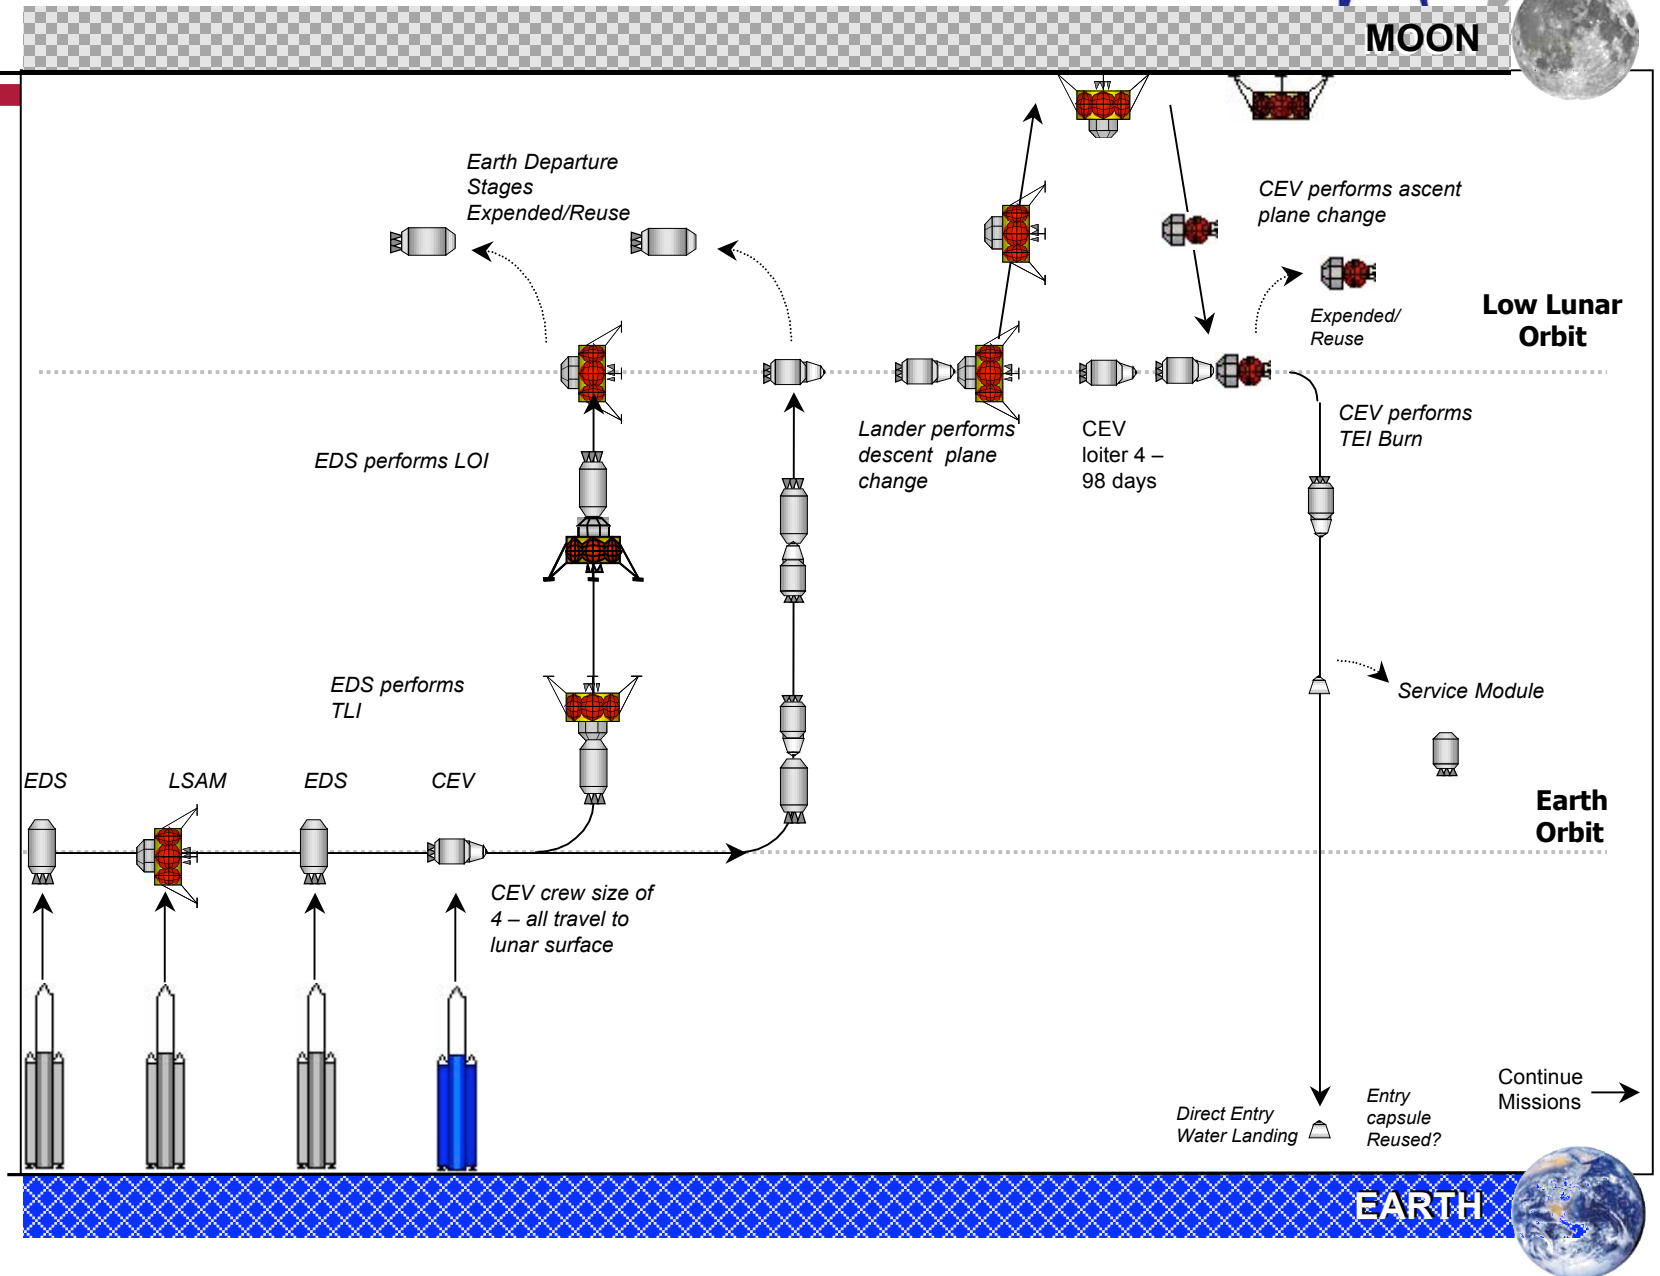 MOON
Earth Departure
Stages
Expended/Reuse
CEV performs ascent
plane change
Expended/
Reuse
Low Lunar
Orbit
EDS performs LOI
Lander performs
descent plane
change
CEV
loiter 4 –
98 days
CEV performs
TEI Burn
EDS performs
TLI
Service Module
EDS
LSAM
EDS
CEV
Earth
Orbit
CEV crew size of
4 – all travel to
lunar surface
Direct Entry
Water Landing
Entry
capsule
Reused?
Continue
Missions
EARTH